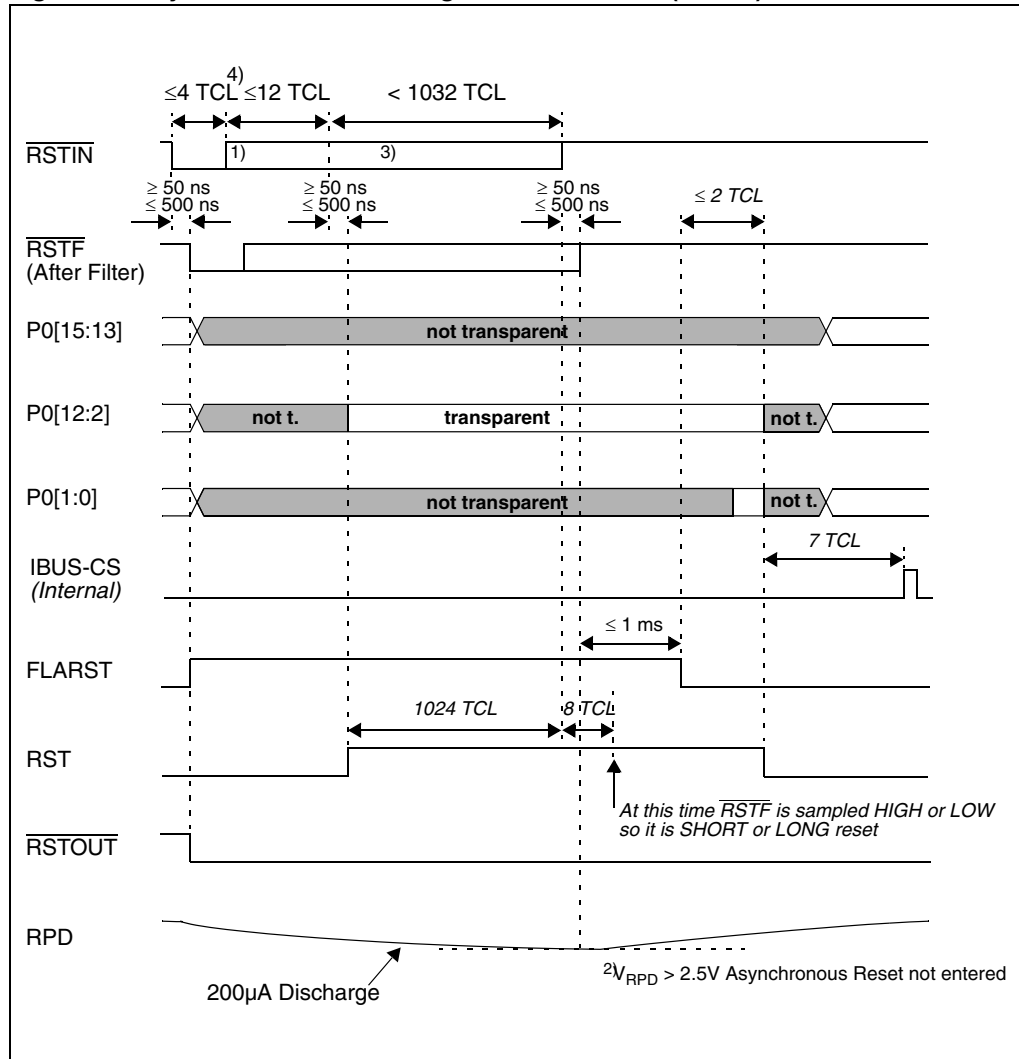 4)
≤4 TCL ≤12 TCL < 1032 TCL
RSTIN
1) 3)
≥ 50 ns ≥ 50 ns ≥ 50 ns
≤ 500 ns ≤ 500 ns ≤ 500 ns
≤ 2 TCL
RSTF
(After Filter)
P0[15:13] not transparent
P0[12:2] not t. transparent not t.
P0[1:0] not transparent not t.
7 TCL
IBUS-CS
(Internal)
≤ 1 ms
FLARST
1024 TCL 8 TCL
RST
At this time RSTF is sampled HIGH or LOW
so it is SHORT or LONG reset
RSTOUT
RPD
200µA Discharge
2)VRPD > 2.5V Asynchronous Reset not entered